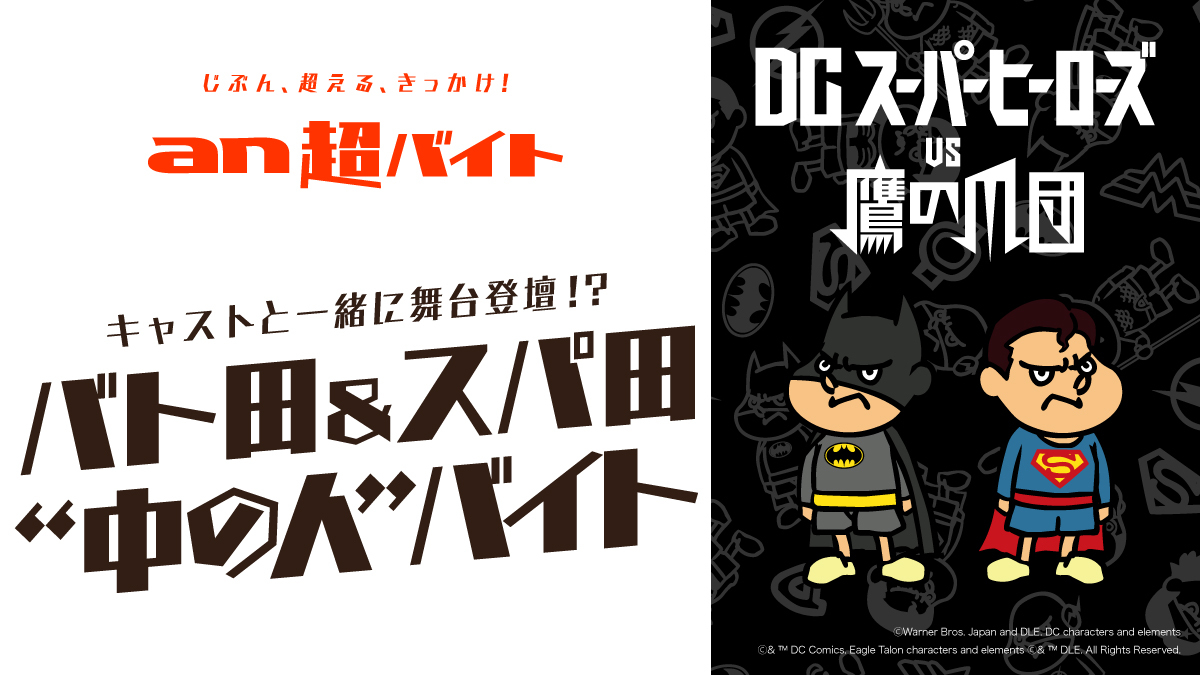 じぶん、超える、きっかけ!
an超バイト
キャストと一緒に舞台登壇!?
バト田&スパ田
“中の人”バイト
DCスーパーヒーローズ
VS
鷹の爪団
ⒸWarner Bros. Japan and DLE. DC characters and elements
Ⓒ& ™ DC Comics. Eagle Talon characters and elements Ⓒ& ™ DLE. All Rights Reserved.